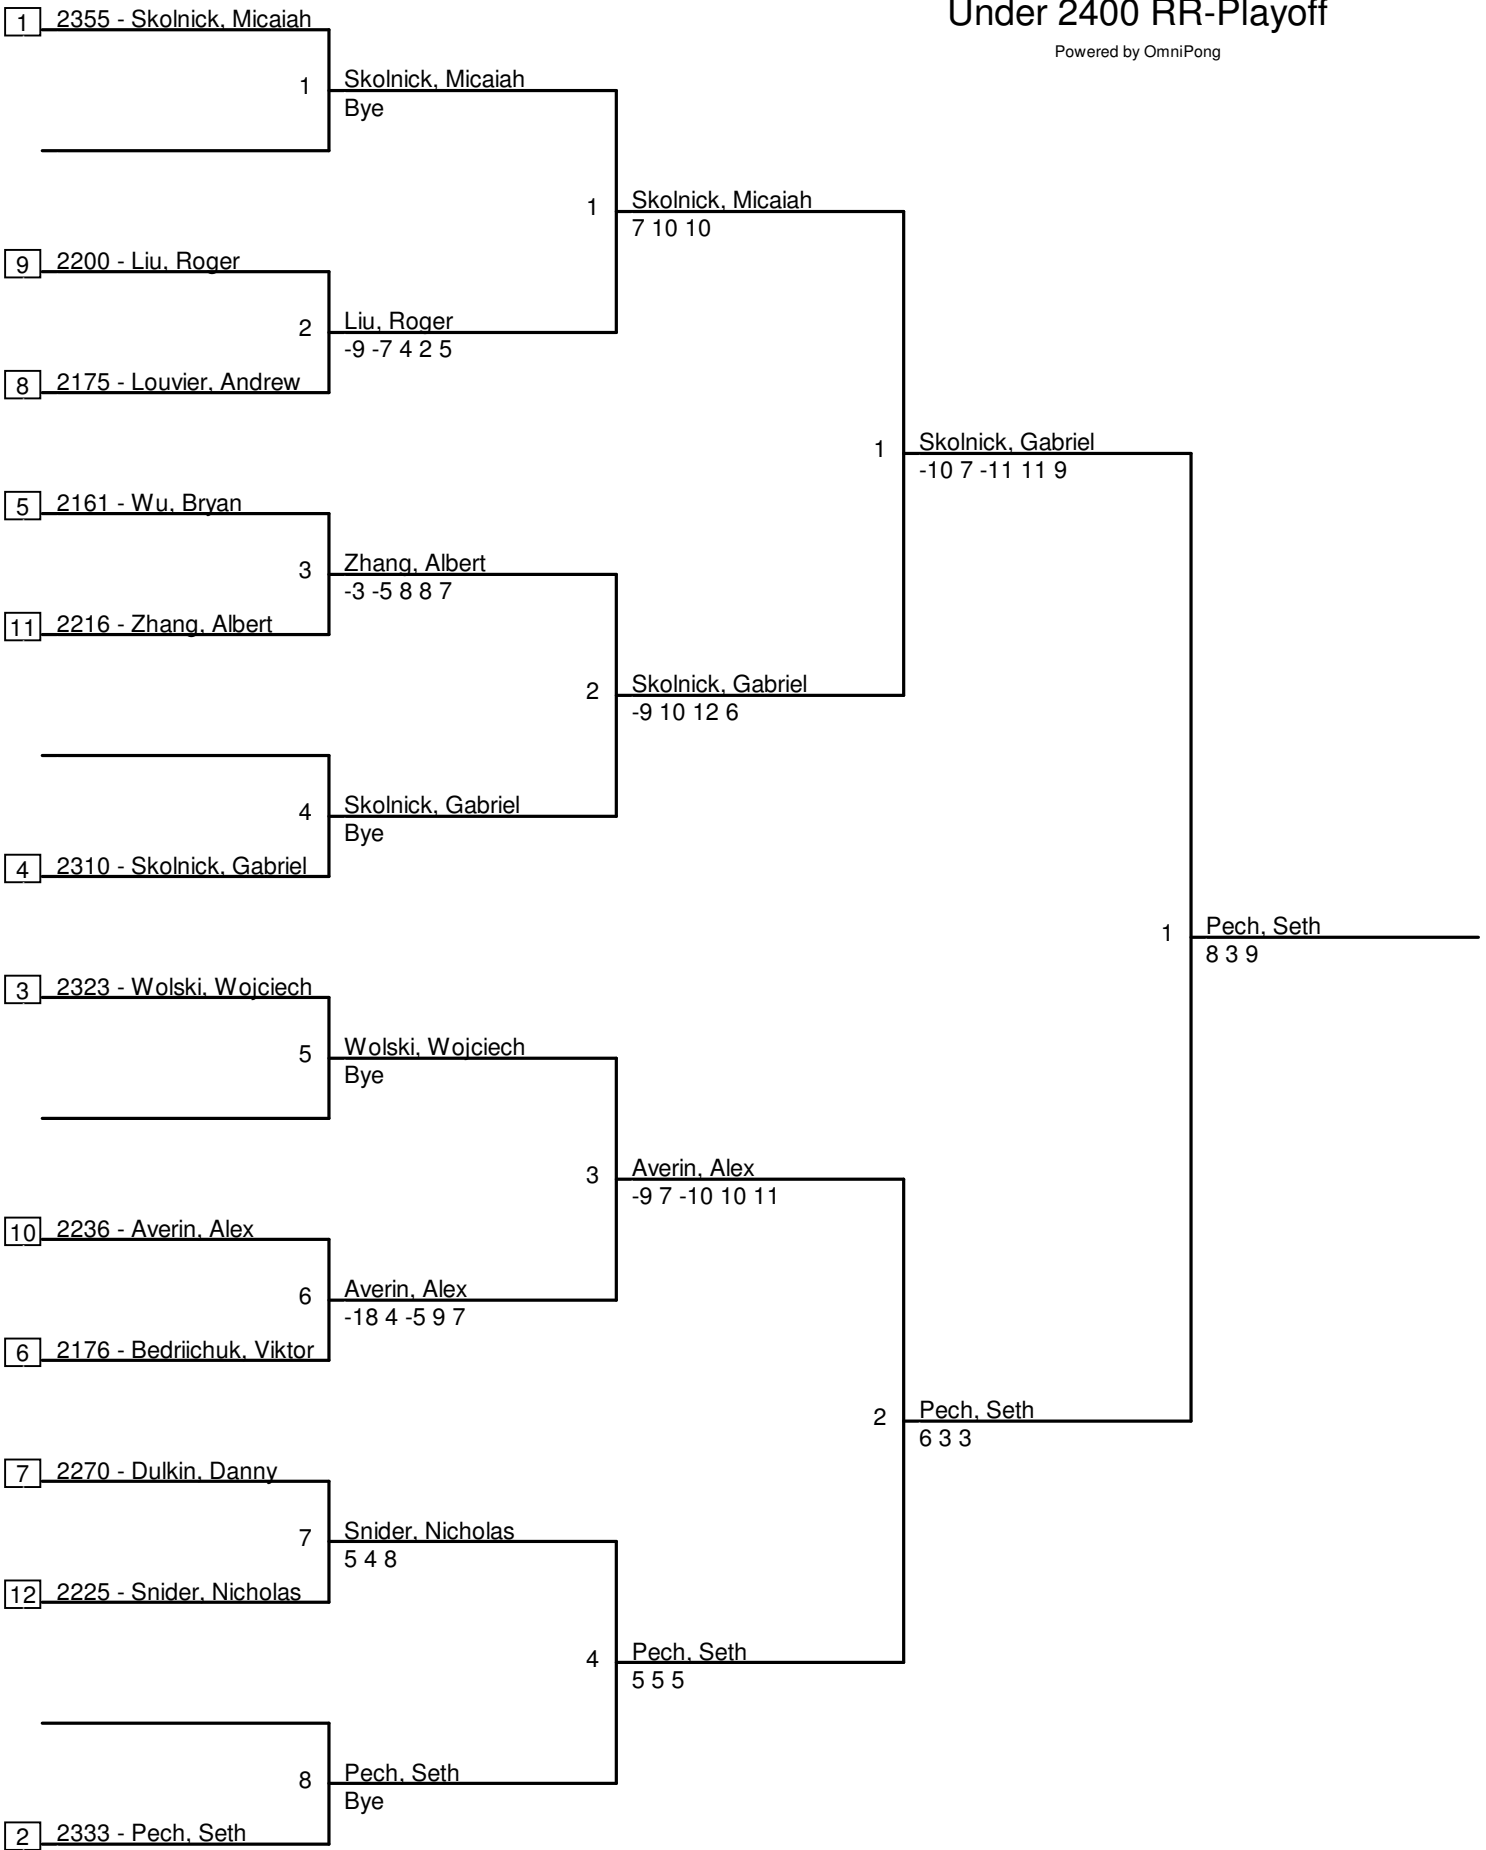 Under 2400 RR-Playoff
Powered by OmniPong
1 2355 - Skolnick, Micaiah
1 Skolnick, Micaiah
Bye
1 Skolnick, Micaiah
7 10 10
9 2200 - Liu, Roger
2 Liu, Roger
-9 -7 4 2 5
8 2175 - Louvier, Andrew
1 Skolnick, Gabriel
-10 7 -11 11 9
5 2161 - Wu, Bryan
3 Zhang, Albert
-3 -5 8 8 7
11 2216 - Zhang, Albert
2 Skolnick, Gabriel
-9 10 12 6
4 Skolnick, Gabriel
Bye
4 2310 - Skolnick, Gabriel
1 Pech, Seth
8 3 9
3 2323 - Wolski, Wojciech
5 Wolski, Wojciech
Bye
3 Averin, Alex
-9 7 -10 10 11
10 2236 - Averin, Alex
6 Averin, Alex
-18 4 -5 9 7
6 2176 - Bedriichuk, Viktor
2 Pech, Seth
6 3 3
7 2270 - Dulkin, Danny
7 Snider, Nicholas
5 4 8
12 2225 - Snider, Nicholas
4 Pech, Seth
5 5 5
8 Pech, Seth
Bye
2 2333 - Pech, Seth